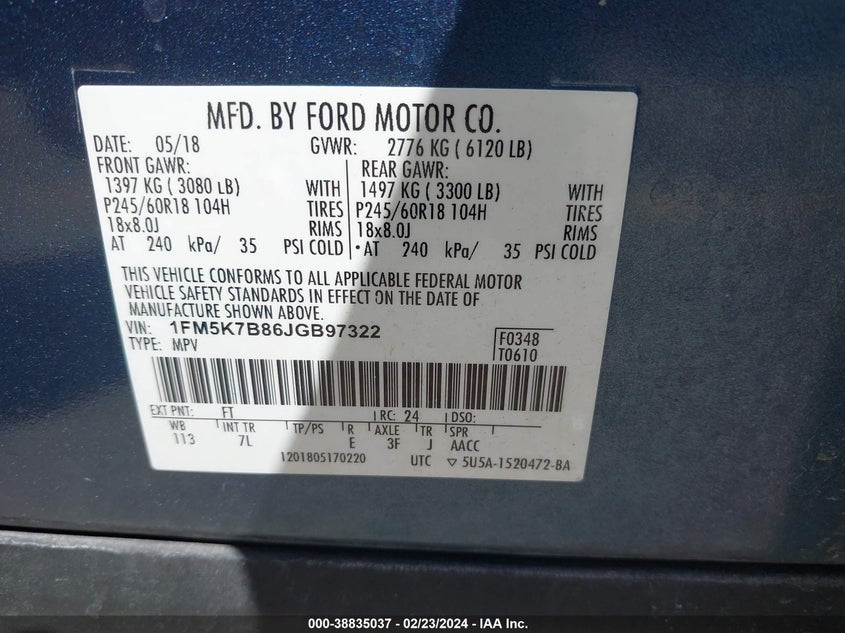 MFD. BY FORD MOTOR CO.
DATE: 05/18 GVWR: 2776 KG ( 6120 LB)
FRONT GAWR: REAR GAWR:
1397 KG ( 3080 LB) WITH 1497 KG ( 3300 LB) WITH
P245/60R18 104H TIRES P245/60R18 104H TIRES
18x8.0J RIMS 18x8.0J RIMS
AT 240 kPa/ 35 PSI COLD AT 240 kPa/ 35 PSI COLD
THIS VEHICLE CONFORMS TO ALL APPLICABLE FEDERAL MOTOR
VEHICLE SAFETY STANDARDS IN EFFECT ON THE DATE OF
MANUFACTURE SHOWN ABOVE.
VIN: 1FM5K7B86JGB97322
TYPE: MPV
F0348
T0610
EXT PNT: FT RC: 24 DSO:
WB INT TR TP/PS R AXLE TR SPR
113 7L E 3F J AACC
1201805170220 UTC ▽ 5U5A-1520472-BA
000-38835037 - 02/23/2024 - IAA Inc.